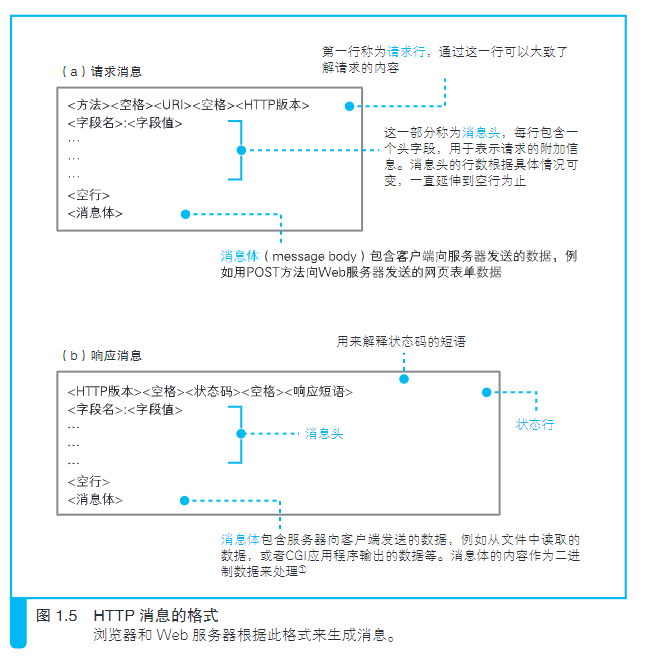 第一行称为请求行，通过这一行可以大致了
解请求的内容
（a）请求消息
<方法><空格><URI><空格><HTTP版本>
<字段名>:<字段值>
…
…
…
<空行>
<消息体>
这一部分称为消息头，每行包含一
个头字段，用于表示请求的附加信
息。消息头的行数根据具体情况可
变，一直延伸到空行为止
消息体（message body）包含客户端向服务器发送的数据，例
如用POST方法向Web服务器发送的网页表单数据
用来解释状态码的短语
（b）响应消息
<HTTP版本><空格><状态码><空格><响应短语>
<字段名>:<字段值>
…
…
…
<空行>
<消息体>
状态行
消息头
消息体包含服务器向客户端发送的数据，例如从文件中读取的
数据，或者CGI应用程序输出的数据等。消息体的内容作为二进
制数据来处理①
图 1.5 HTTP 消息的格式
浏览器和 Web 服务器根据此格式来生成消息。